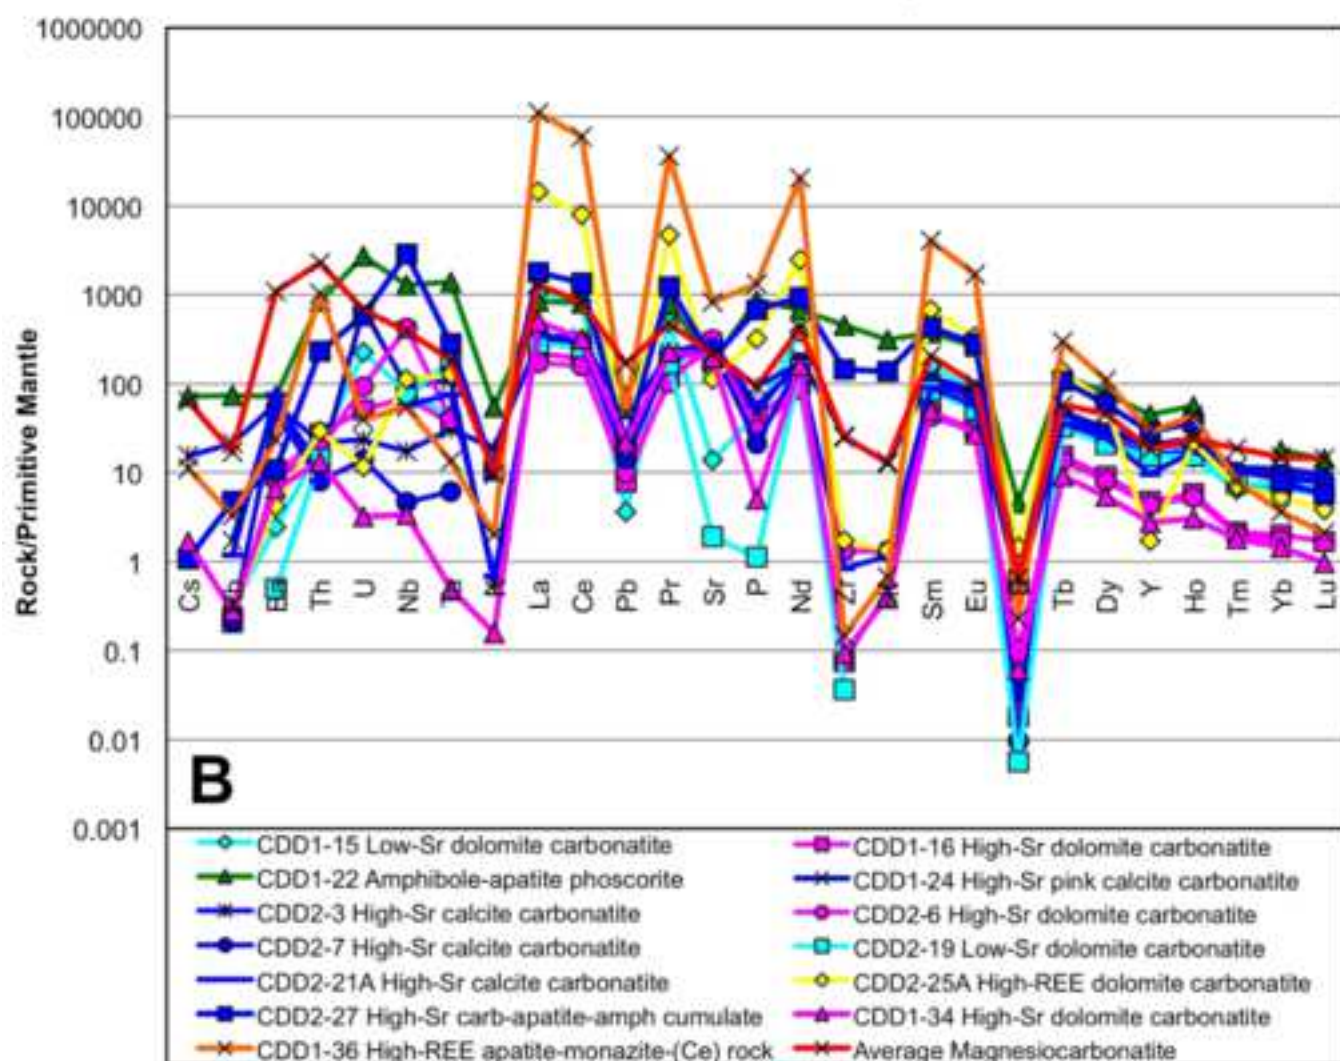 1000000
100000
10000
1000
100
10
1
0.1
0.01
0.001
Rock/Primitive Mantle
Cs Th U Nb La Ce Pb Pr Sr P Nd Zr Sm Eu Tb Dy Y Ho Tm Yb Lu
B
CDD1-15 Low-Sr dolomite carbonatite
CDD1-16 High-Sr dolomite carbonatite
CDD1-22 Amphibole-apatite phoscorite
CDD1-24 High-Sr pink calcite carbonatite
CDD2-3 High-Sr calcite carbonatite
CDD2-6 High-Sr dolomite carbonatite
CDD2-7 High-Sr calcite carbonatite
CDD2-19 Low-Sr dolomite carbonatite
CDD2-21A High-Sr calcite carbonatite
CDD2-25A High-REE dolomite carbonatite
CDD2-27 High-Sr carb-apatite-amph cumulate
CDD1-34 High-Sr dolomite carbonatite
CDD1-36 High-REE apatite-monazite-(Ce) rock
Average Magnesiocarbonatite